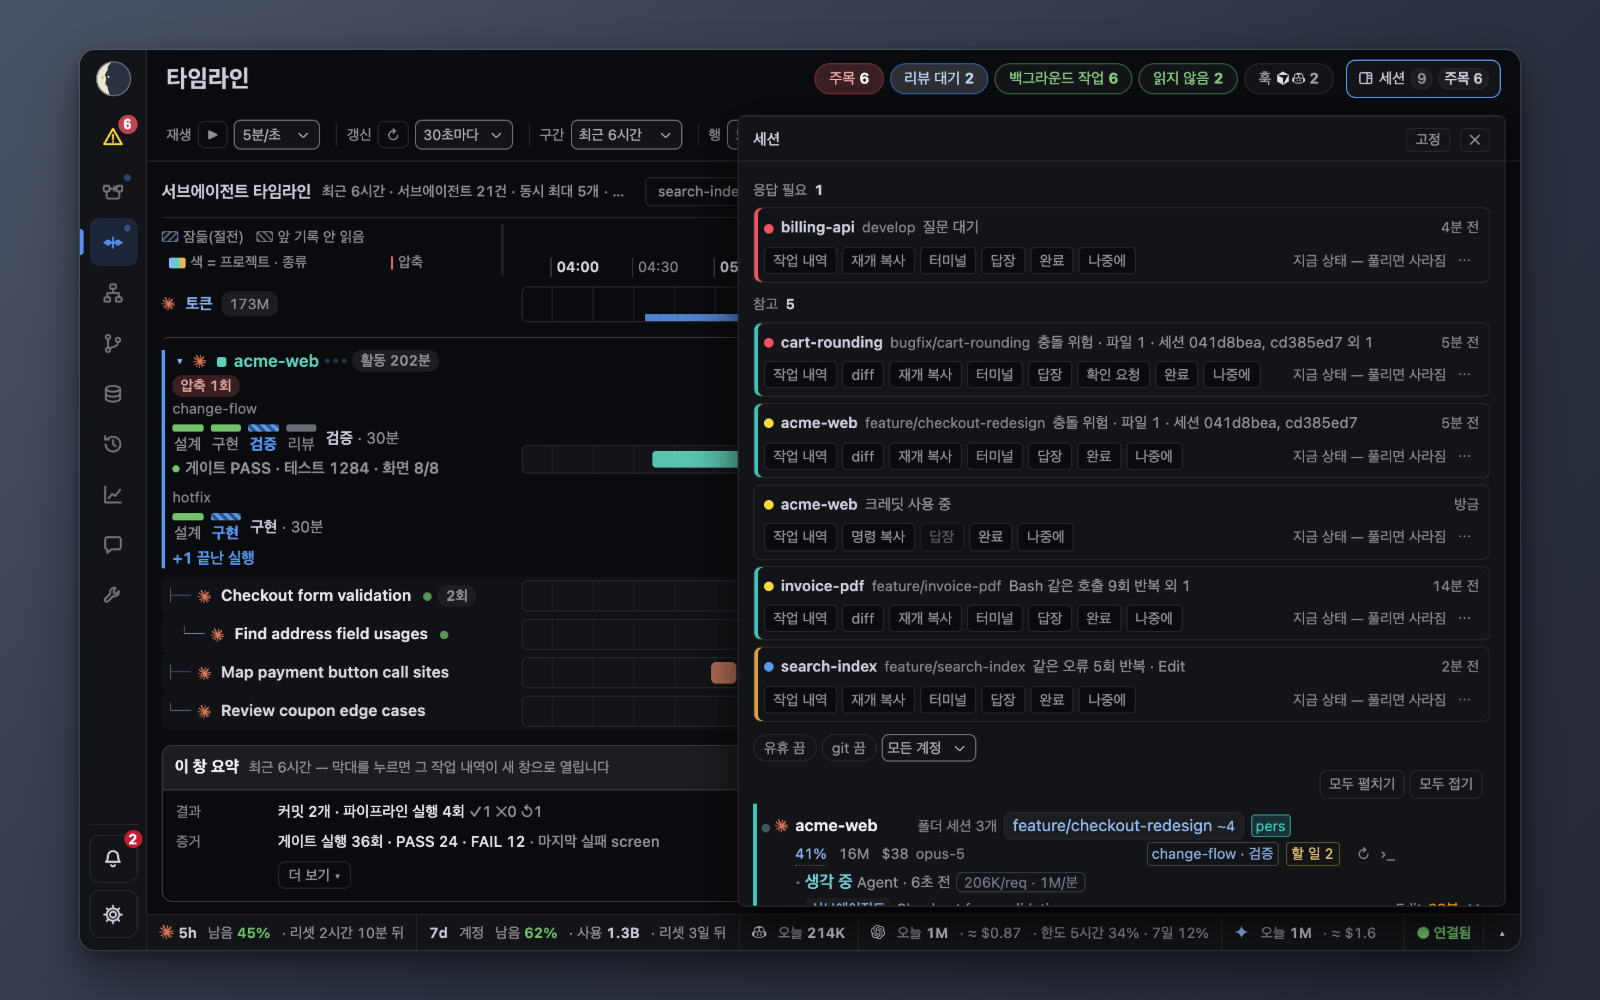 타임라인
주목 6
리뷰 대기 2
백그라운드 작업 6
읽지 않음 2
훅 2
세션 9 주목 6
6
재생 5분/초 갱신 30초마다 구간 최근 6시간 행
서브에이전트 타임라인 최근 6시간 · 서브에이전트 21건 · 동시 최대 5개 · ...
search-inde
잠듦(절전) 앞 기록 안 읽음
색 = 프로젝트 · 종류 압축
04:00 04:30 05
토큰 173M
acme-web 활동 202분
압축 1회
change-flow
설계 구현 검증 리뷰 검증 · 30분
게이트 PASS · 테스트 1284 · 화면 8/8
hotfix
설계 구현 구현 · 30분
+1 끝난 실행
Checkout form validation 2회
Find address field usages
Map payment button call sites
Review coupon edge cases
이 창 요약 최근 6시간 — 막대를 누르면 그 작업 내역이 새 창으로 열립니다
결과 커밋 2개 · 파이프라인 실행 4회 ✓1 ✕0 ↺1
증거 게이트 실행 36회 · PASS 24 · FAIL 12 · 마지막 실패 screen
더 보기 ▾
세션 고정 ✕
응답 필요 1
billing-api develop 질문 대기 4분 전
작업 내역 재개 복사 터미널 답장 완료 나중에 지금 상태 — 풀리면 사라짐 ···
참고 5
cart-rounding bugfix/cart-rounding 충돌 위험 · 파일 1 · 세션 041d8bea, cd385ed7 외 1 5분 전
작업 내역 diff 재개 복사 터미널 답장 확인 요청 완료 나중에 지금 상태 — 풀리면 사라짐 ···
acme-web feature/checkout-redesign 충돌 위험 · 파일 1 · 세션 041d8bea, cd385ed7 5분 전
작업 내역 diff 재개 복사 터미널 답장 완료 나중에 지금 상태 — 풀리면 사라짐 ···
acme-web 크레딧 사용 중 방금
작업 내역 명령 복사 답장 완료 나중에 지금 상태 — 풀리면 사라짐 ···
invoice-pdf feature/invoice-pdf Bash 같은 호출 9회 반복 외 1 14분 전
작업 내역 diff 재개 복사 터미널 답장 완료 나중에 지금 상태 — 풀리면 사라짐 ···
search-index feature/search-index 같은 오류 5회 반복 · Edit 2분 전
작업 내역 재개 복사 터미널 답장 완료 나중에 지금 상태 — 풀리면 사라짐 ···
유휴 끔 git 끔 모든 계정
모두 펼치기 모두 접기
acme-web 폴더 세션 3개 feature/checkout-redesign ~4 pers
41% 16M $38 opus-5 change-flow · 검증 할 일 2
· 생각 중 Agent · 6초 전 206K/req · 1M/분
2
5h 남음 45% · 리셋 2시간 10분 뒤
7d 계정 남음 62% · 사용 1.3B · 리셋 3일 뒤
오늘 214K
오늘 1M · ≈ $0.87 · 한도 5시간 34% · 7일 12%
오늘 1M · ≈ $1.6
연결됨